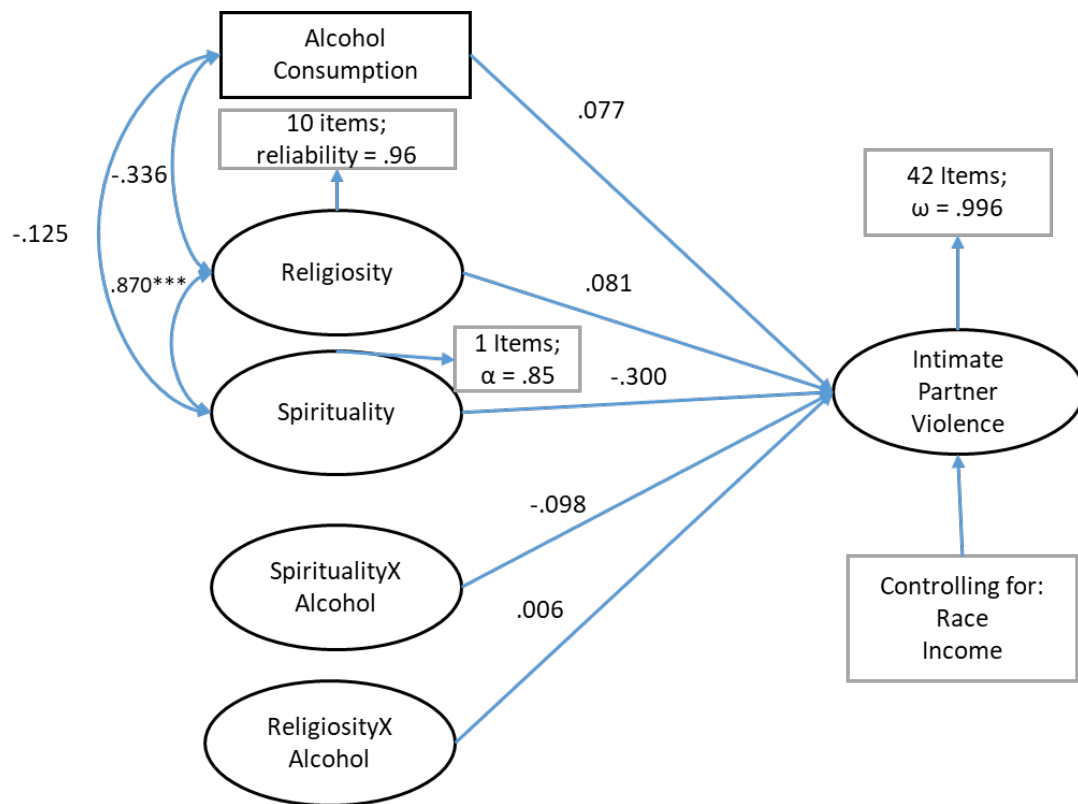 Alcohol
Consumption
.077
10 items;
reliability = .96
-.336
42 Items;
ω = .996
-.125
Religiosity
.870***
.081
1 Items;
α = .85
-.300
Spirituality
Intimate
Partner
Violence
-.098
SpiritualityX
Alcohol
.006
Controlling for:
Race
Income
ReligiosityX
Alcohol